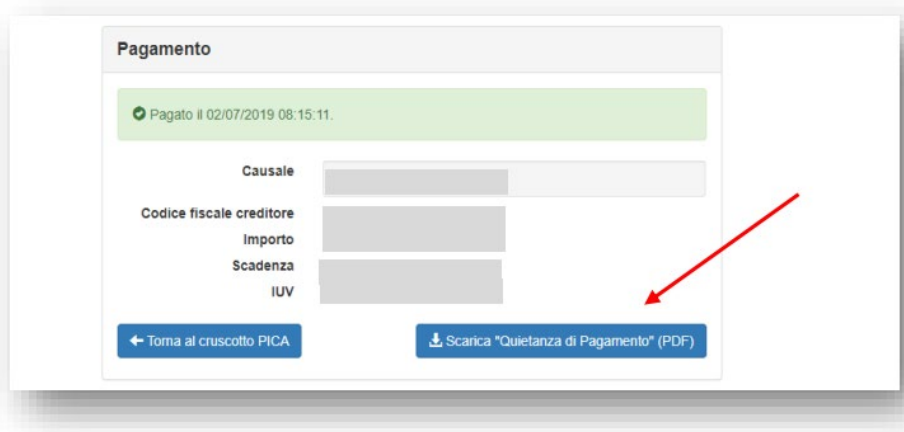 Pagamento
Pagato il 02/07/2019 08:15:11.
Causale
Codice fiscale creditore
Importo
Scadenza
IUV
Torna al cruscotto PICA
Scarica "Quietanza di Pagamento" (PDF)